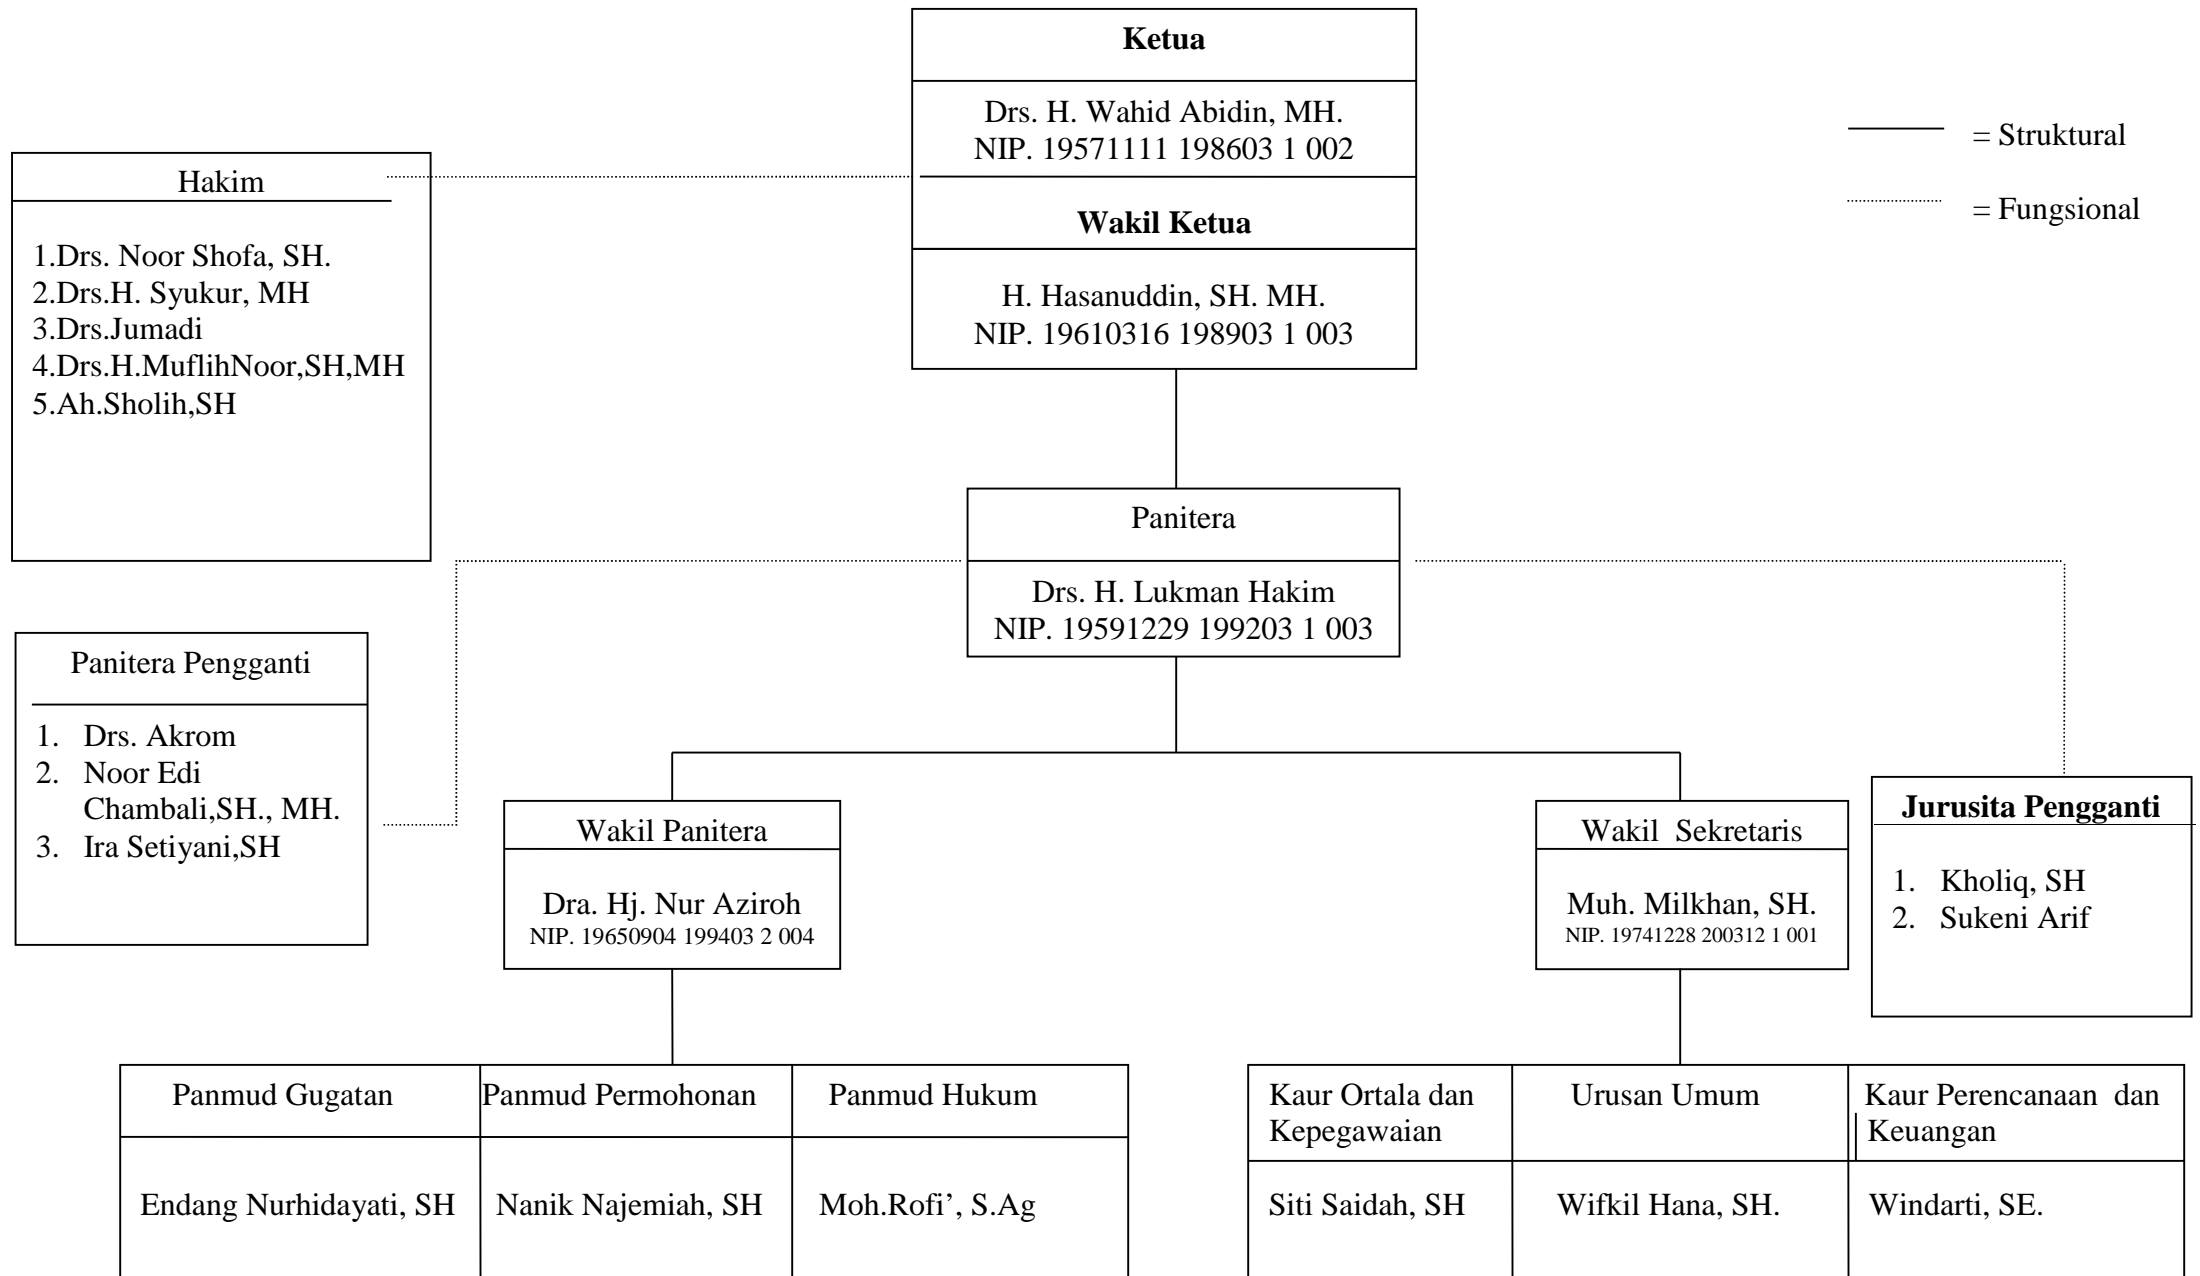 Ketua
Drs. H. Wahid Abidin, MH.
NIP. 19571111 198603 1 002
Wakil Ketua
H. Hasanuddin, SH. MH.
NIP. 19610316 198903 1 003
= Struktural
= Fungsional
Hakim
1.Drs. Noor Shofa, SH.
2.Drs.H. Syukur, MH
3.Drs.Jumadi
4.Drs.H.MuflihNoor,SH,MH
5.Ah.Sholih,SH
Panitera
Drs. H. Lukman Hakim
NIP. 19591229 199203 1 003
Panitera Pengganti
1. Drs. Akrom
2. Noor Edi
Chambali,SH., MH.
3. Ira Setiyani,SH
Wakil Panitera
Dra. Hj. Nur Aziroh
NIP. 19650904 199403 2 004
Wakil Sekretaris
Muh. Milkhan, SH.
NIP. 19741228 200312 1 001
Jurusita Pengganti
1. Kholiq, SH
2. Sukeni Arif
Panmud Gugatan
Endang Nurhidayati, SH
Panmud Permohonan
Nanik Najemiah, SH
Panmud Hukum
Moh.Rofi’, S.Ag
Kaur Ortala dan
Kepegawaian
Siti Saidah, SH
Urusan Umum
Wifkil Hana, SH.
Kaur Perencanaan dan
Keuangan
Windarti, SE.